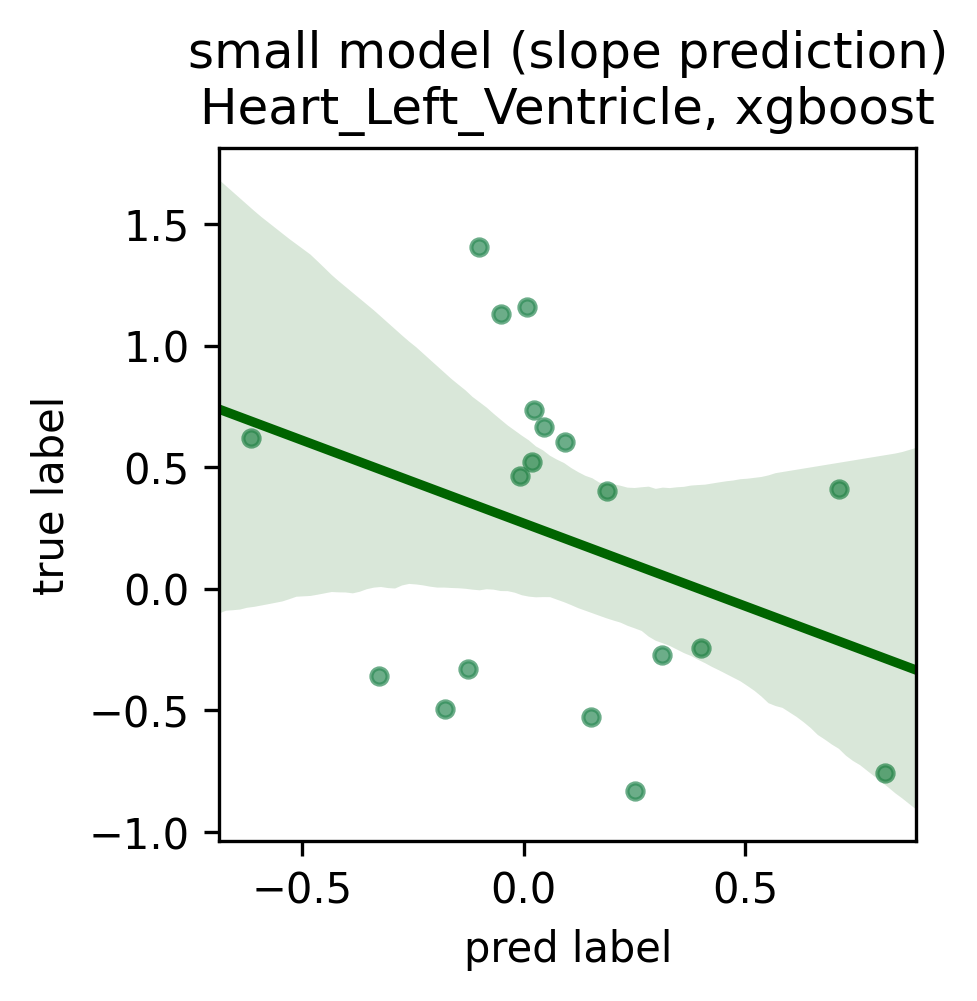 small model (slope prediction)
Heart_Left_Ventricle, xgboost
1.5
1.0
0.5
0.0
−0.5
−1.0
true label
−0.5 0.0 0.5
pred label